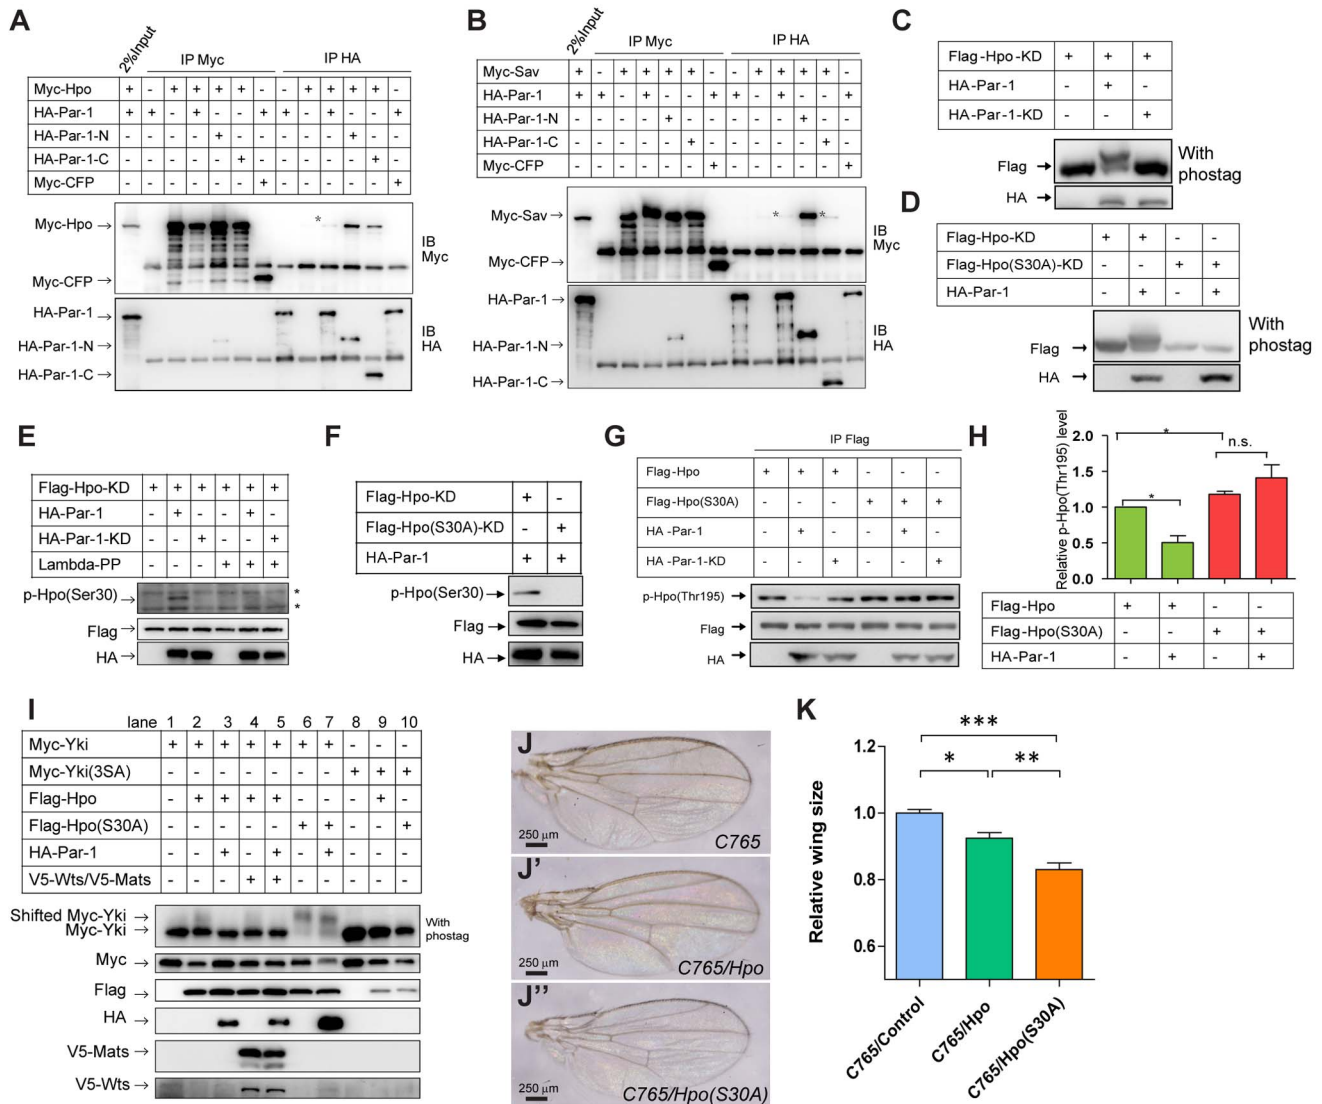 A
2%Input
IP Myc
IP HA
Myc-Hpo + - + + + + - - + + + + -
HA-Par-1 + + - + - - + + - + - - +
HA-Par-1-N - - - - + - - - - - + - -
HA-Par-1-C - - - - - + - - - - - + -
Myc-CFP - - - - - - + - - - - - +
Myc-Hpo →
*
IB
Myc
Myc-CFP →
HA-Par-1 →
HA-Par-1-N →
IB
HA
HA-Par-1-C →
B
2%Input
IP Myc
IP HA
Myc-Sav + - + + + + - - + + + + -
HA-Par-1 + + - + - - + + - + - - +
HA-Par-1-N - - - - + - - - - - + - -
HA-Par-1-C - - - - - + - - - - - + -
Myc-CFP - - - - - - + - - - - - +
Myc-Sav →
* *
IB
Myc
Myc-CFP →
HA-Par-1 →
HA-Par-1-N →
IB
HA
HA-Par-1-C →
C
Flag-Hpo-KD + + +
HA-Par-1 - + -
HA-Par-1-KD - - +
Flag →
With
phostag
HA →
D
Flag-Hpo-KD + + - -
Flag-Hpo(S30A)-KD - - + +
HA-Par-1 - + - +
Flag →
With
phostag
HA →
E
Flag-Hpo-KD + + + + + +
HA-Par-1 - + - - + -
HA-Par-1-KD - - + - - +
Lambda-PP - - - + + +
p-Hpo(Ser30) →
*
*
Flag →
HA →
F
Flag-Hpo-KD + -
Flag-Hpo(S30A)-KD - +
HA-Par-1 + +
p-Hpo(Ser30) →
Flag →
HA →
G
IP Flag
Flag-Hpo + + + - - -
Flag-Hpo(S30A) - - - + + +
HA -Par-1 - + - - + -
HA -Par-1-KD - - + - - +
p-Hpo(Thr195) →
Flag →
HA →
H
Relative p-Hpo(Thr195) level
2.0
1.5
1.0
0.5
0.0
*
*
n.s.
Flag-Hpo + + - -
Flag-Hpo(S30A) - - + +
HA-Par-1 - + - +
I
lane 1 2 3 4 5 6 7 8 9 10
Myc-Yki + + + + + + + - - -
Myc-Yki(3SA) - - - - - - - + + +
Flag-Hpo - + + + + - - - + -
Flag-Hpo(S30A) - - - - - + + - - +
HA-Par-1 - - + - + - + - - -
V5-Wts/V5-Mats - - - + + - - - - -
Shifted Myc-Yki →
Myc-Yki →
With
phostag
Myc →
Flag →
HA →
V5-Mats →
V5-Wts →
J
250 μm
C765
J’
250 μm
C765/Hpo
J’’
250 μm
C765/Hpo(S30A)
K
Relative wing size
1.2
1.0
0.8
0.6
***
*
**
C765/Control
C765/Hpo
C765/Hpo(S30A)